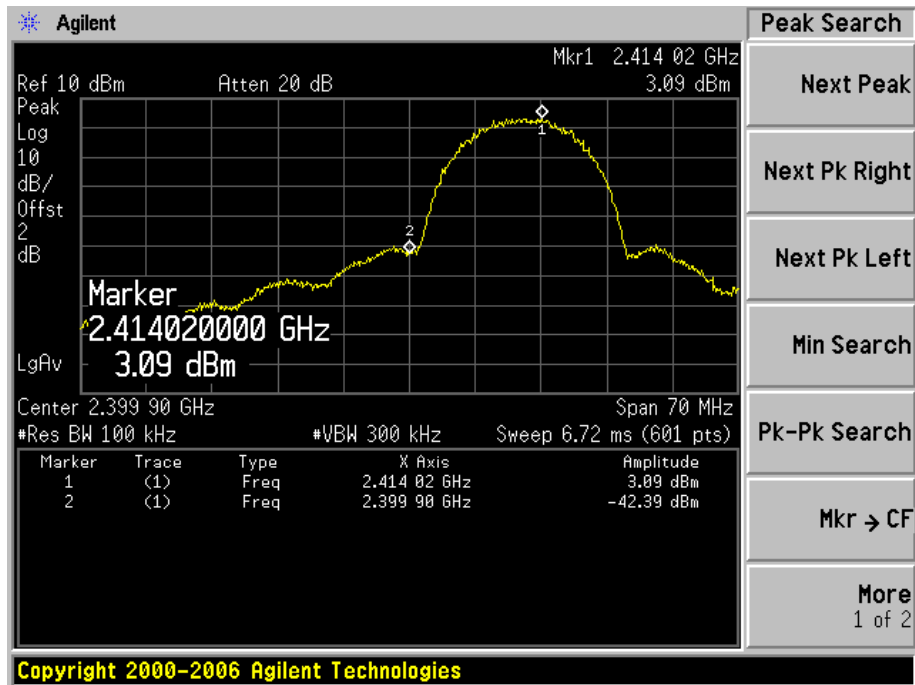 Agilent
Peak Search
Mkr1 2.414 02 GHz
Ref 10 dBm Atten 20 dB 3.09 dBm
Peak
Log
10
dB/
Offst
2
dB
1
2
Marker
2.414020000 GHz
3.09 dBm
LgAv
Center 2.399 90 GHz Span 70 MHz
#Res BW 100 kHz #VBW 300 kHz Sweep 6.72 ms (601 pts)
Marker Trace Type X Axis Amplitude
1 (1) Freq 2.414 02 GHz 3.09 dBm
2 (1) Freq 2.399 90 GHz -42.39 dBm
Next Peak
Next Pk Right
Next Pk Left
Min Search
Pk-Pk Search
Mkr → CF
More
1 of 2
Copyright 2000-2006 Agilent Technologies